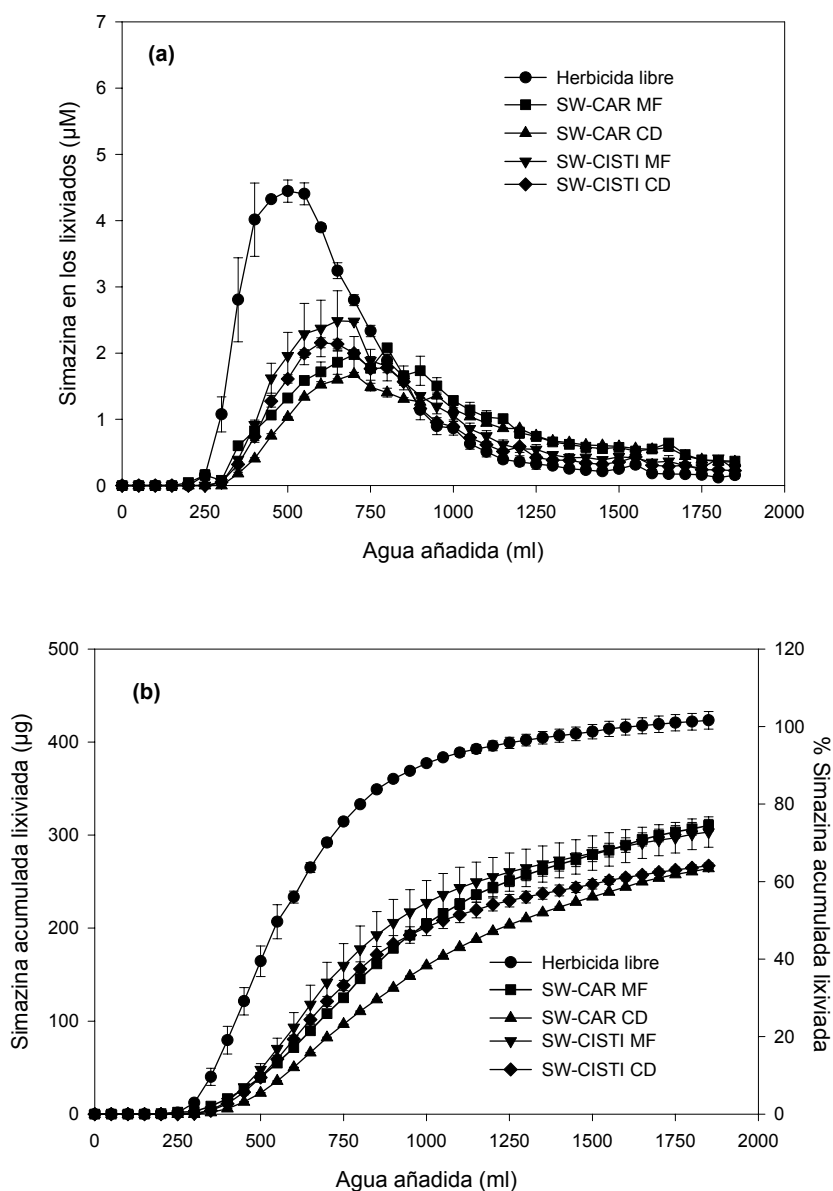 (a)
Simazina en los lixiviados (µM)
7
6
5
4
3
2
1
0
Herbicida libre
SW-CAR MF
SW-CAR CD
SW-CISTI MF
SW-CISTI CD
0 250 500 750 1000 1250 1500 1750 2000
Agua añadida (ml)
(b)
Simazina acumulada lixiviada (µg)
500
400
300
200
100
0
Herbicida libre
SW-CAR MF
SW-CAR CD
SW-CISTI MF
SW-CISTI CD
120
100
80
60
40
20
0
% Simazina acumulada lixiviada
0 250 500 750 1000 1250 1500 1750 2000
Agua añadida (ml)